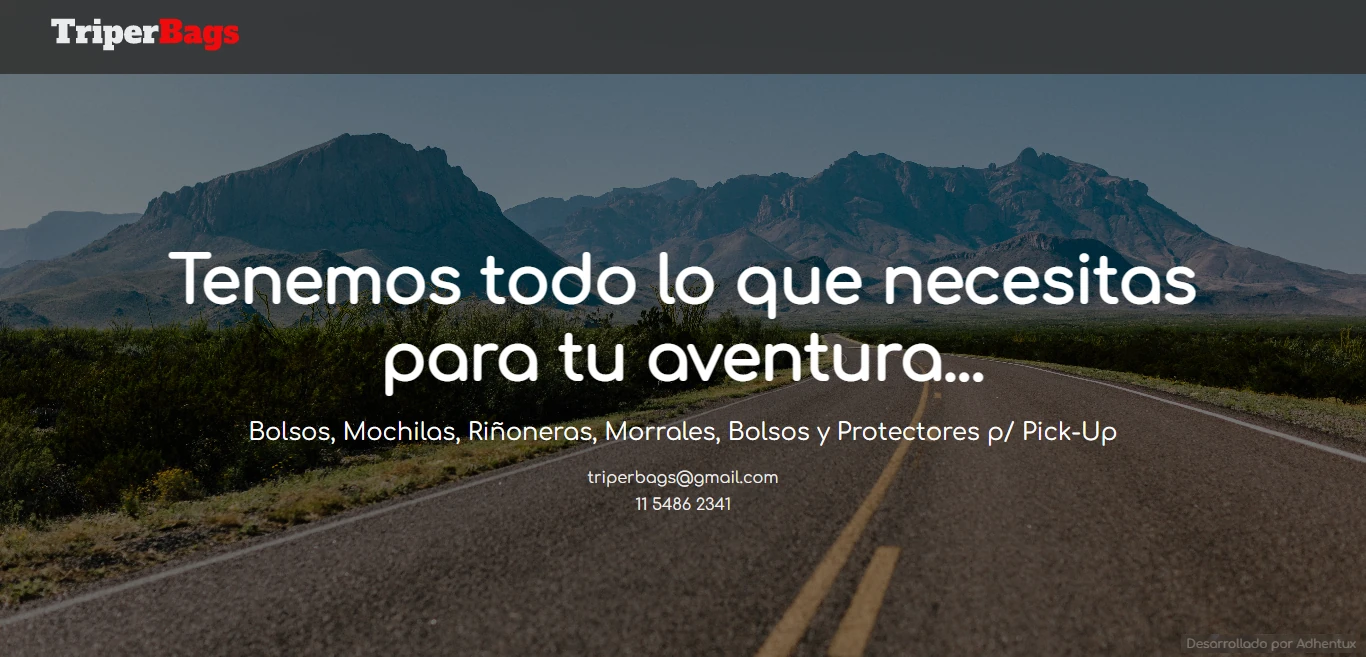 TriperBags
Tenemos todo lo que necesitas
para tu aventura...
Bolsos, Mochilas, Riñoneras, Morrales, Bolsos y Protectores p/ Pick-Up
triperbags@gmail.com
11 5486 2341
Desarrollado por Adhentux